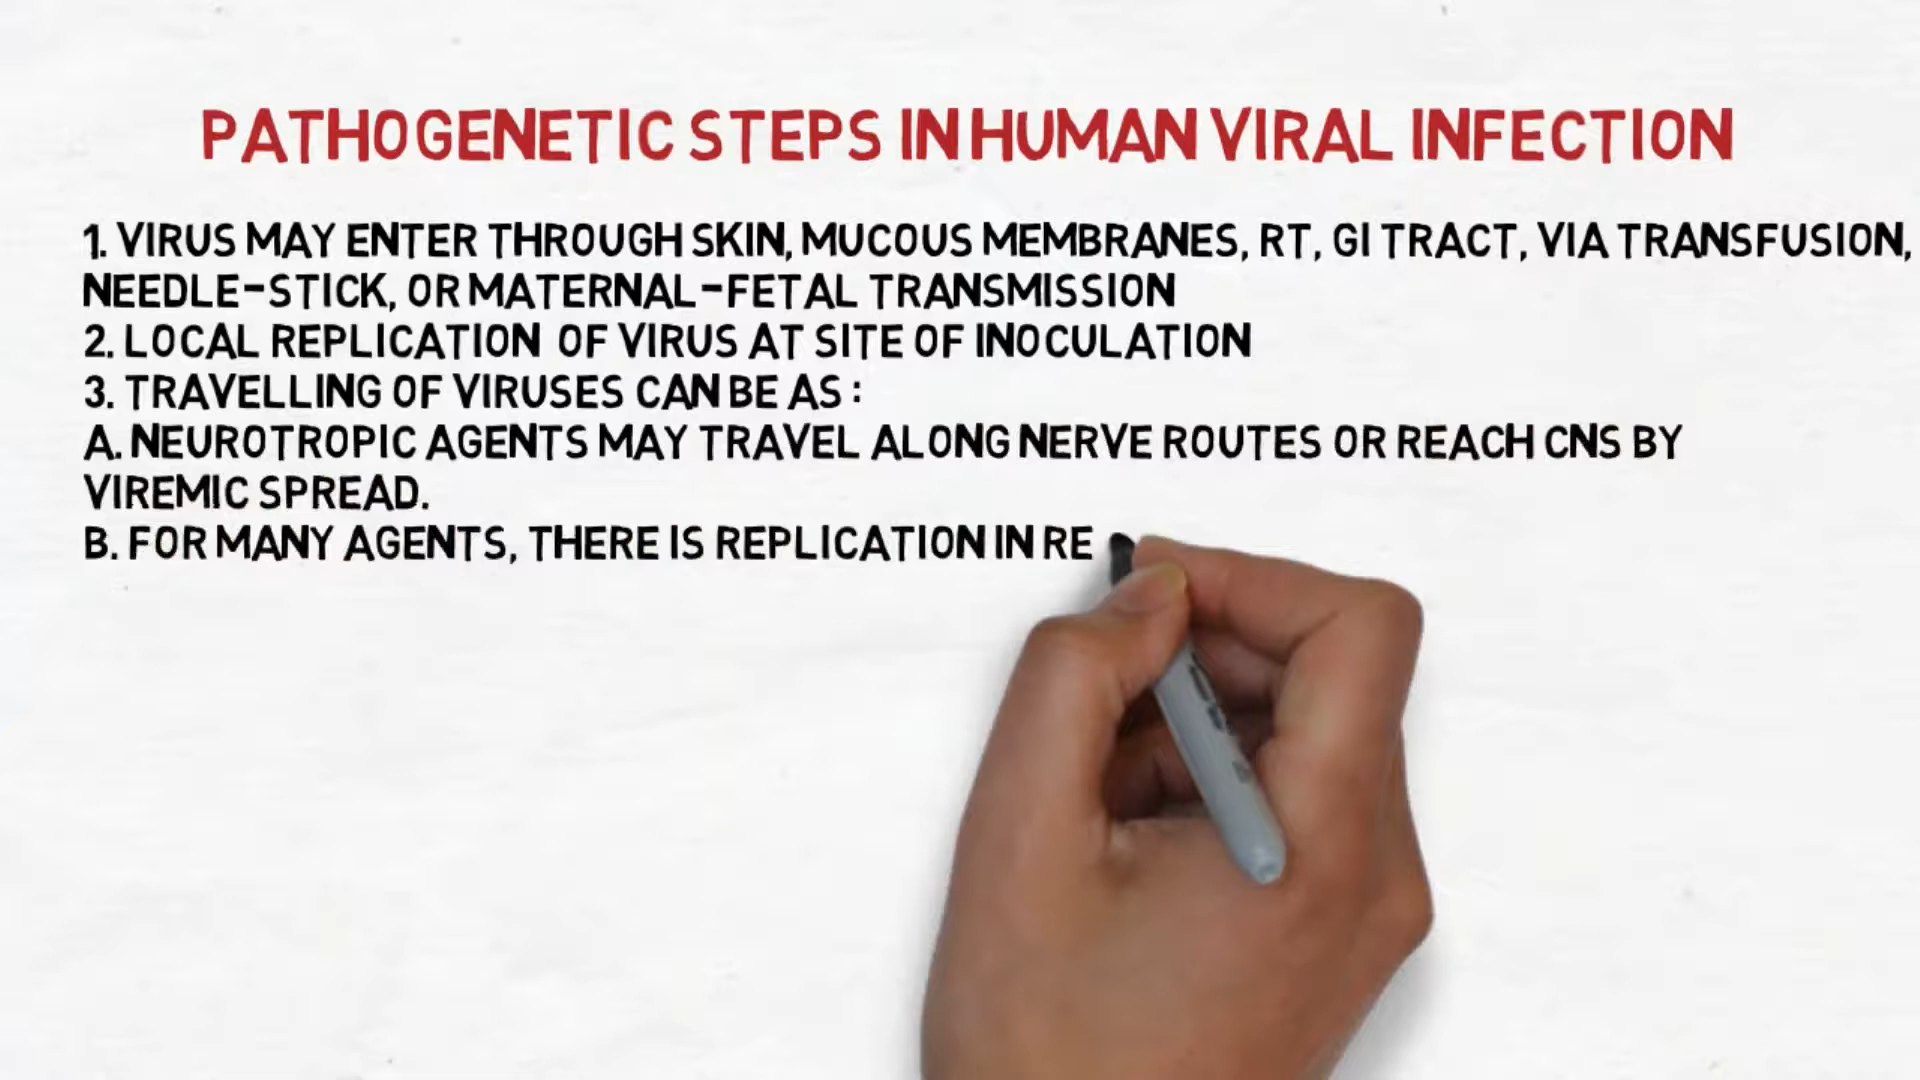 PATHOGENETIC STEPS IN HUMAN VIRAL INFECTION
1. VIRUS MAY ENTER THROUGH SKIN, MUCOUS MEMBRANES, RT, GI TRACT, VIA TRANSFUSION,
NEEDLE-STICK, OR MATERNAL-FETAL TRANSMISSION
2. LOCAL REPLICATION OF VIRUS AT SITE OF INOCULATION
3. TRAVELLING OF VIRUSES CAN BE AS :
A. NEUROTROPIC AGENTS MAY TRAVEL ALONG NERVE ROUTES OR REACH CNS BY
VIREMIC SPREAD.
B. FOR MANY AGENTS, THERE IS REPLICATION IN RE